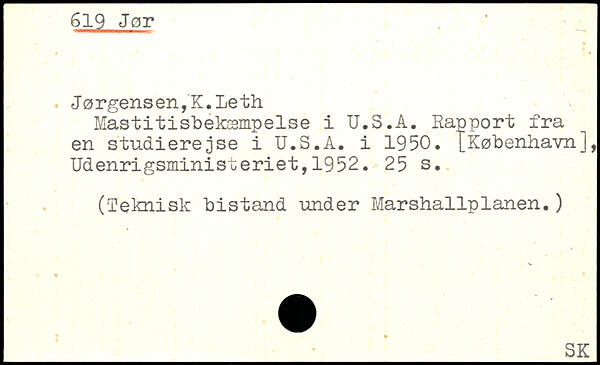 619 Jør
Jørgensen,K.Leth
Mastitisbekæmpelse i U.S.A. Rapport fra
en studierejse i U.S.A. i 1950. [København],
Udenrigsministeriet,1952. 25 s.
(Teknisk bistand under Marshallplanen.)
SK